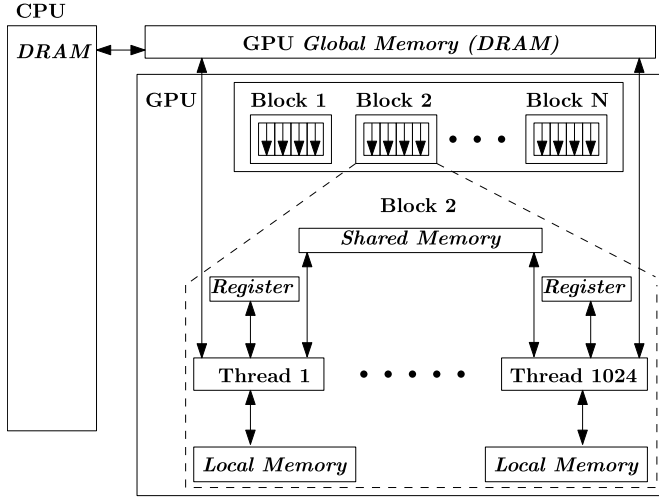 CPU
DRAM
GPU Global Memory (DRAM)
GPU
Block 1
Block 2
Block N
Block 2
Shared Memory
Register
Register
Thread 1
Thread 1024
Local Memory
Local Memory